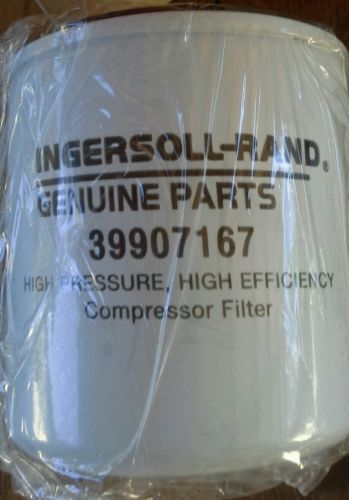 INGERSOLL-RAND®
GENUINE PARTS
39907167
HIGH PRESSURE, HIGH EFFICIENCY
Compressor Filter